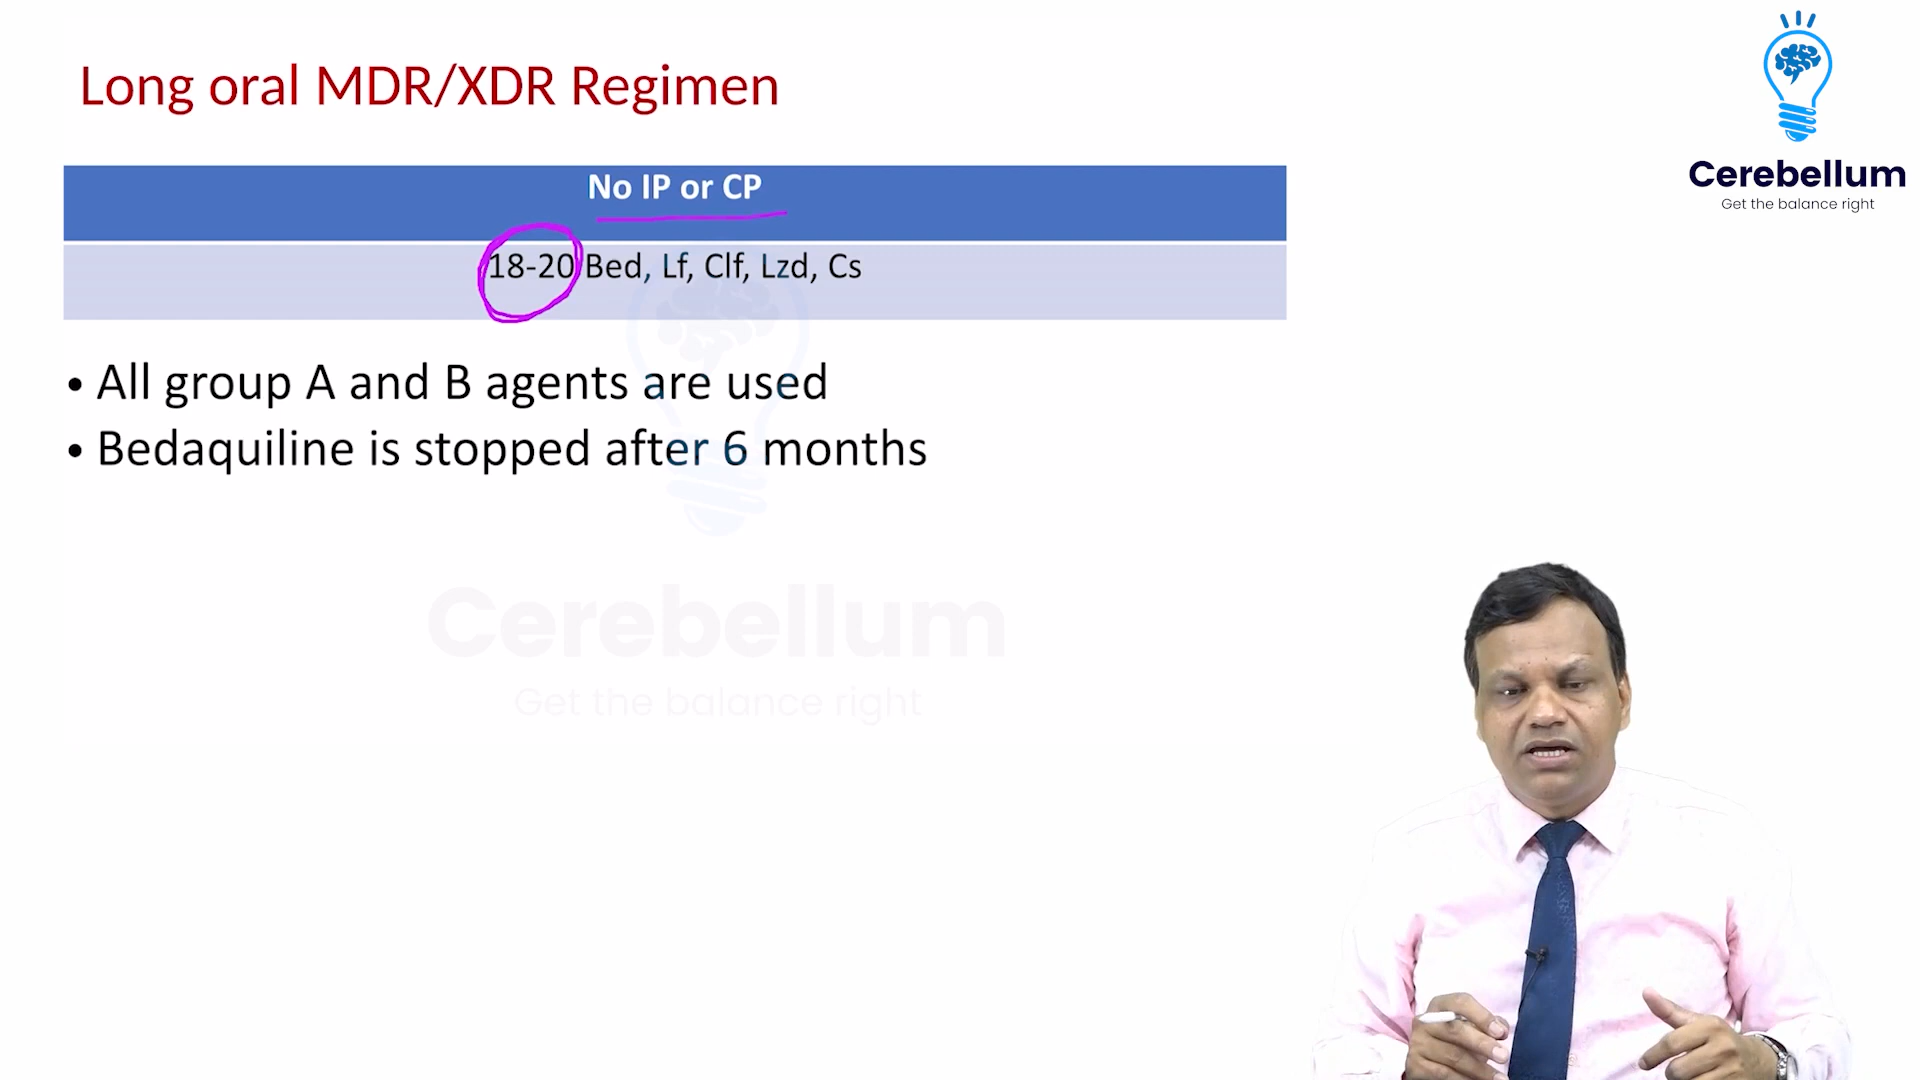 Long oral MDR/XDR Regimen
Cerebellum
Get the balance right
No IP or CP
18-20 Bed, Lf, Clf, Lzd, Cs
• All group A and B agents are used
• Bedaquiline is stopped after 6 months
Cerebellum
Get the balance right